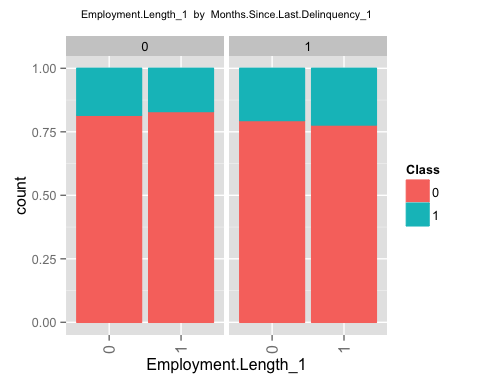 Employment.Length_1 by Months.Since.Last.Delinquency_1
0 1
1.00
0.75
0.50
0.25
0.00
count
0 1 0 1
Employment.Length_1
Class
0
1